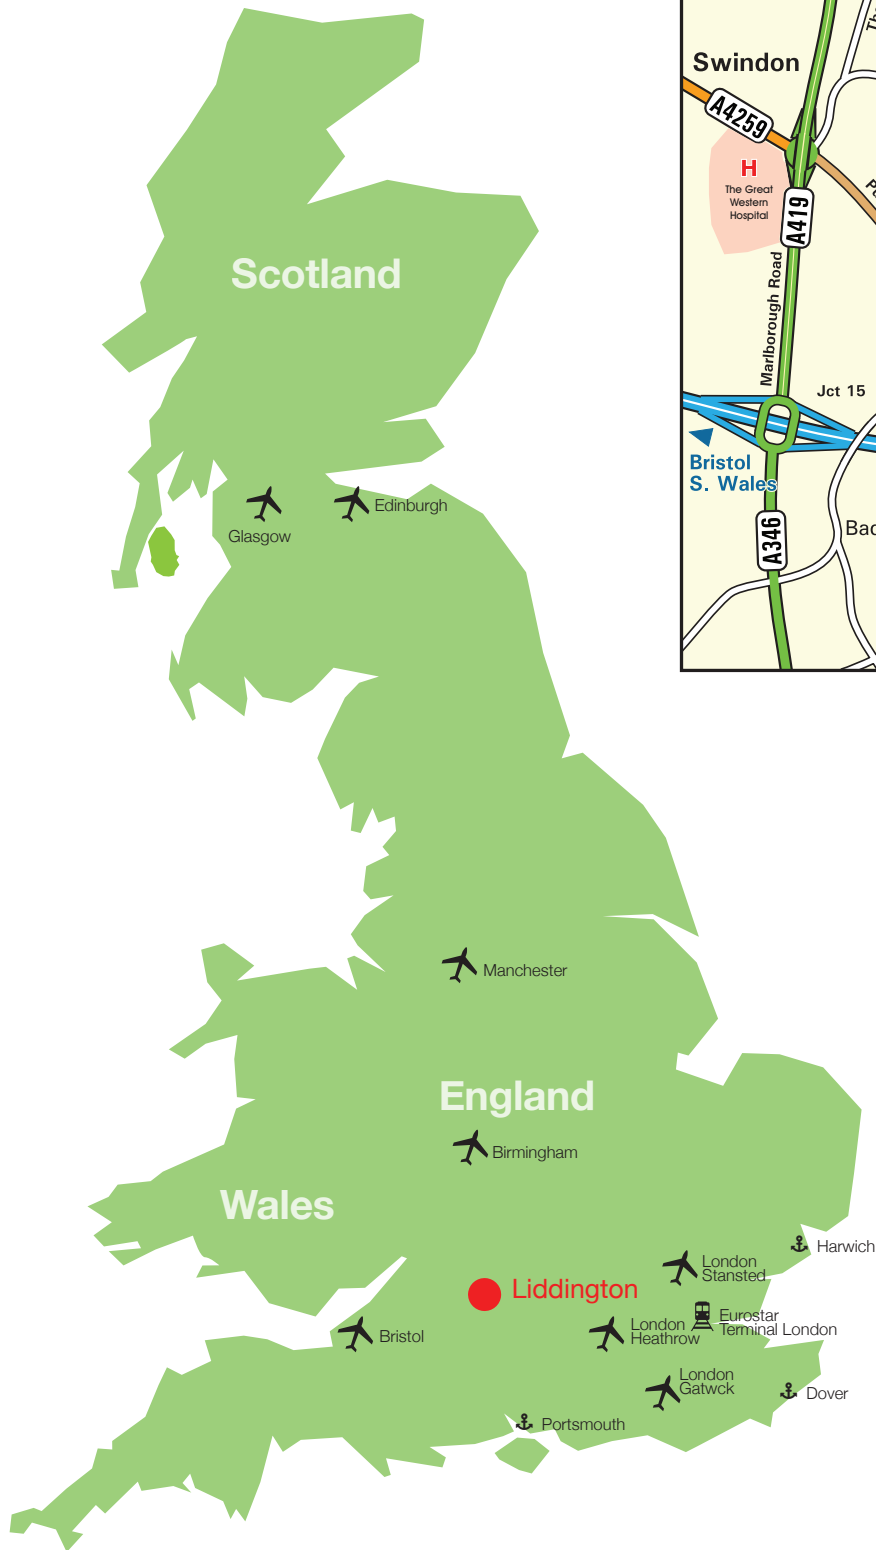 Scotland
Glasgow
Edinburgh
Manchester
England
Birmingham
Wales
Harwich
London
Stansted
Liddington
Eurostar
Terminal London
London
Heathrow
Bristol
London
Gatwck
Dover
Portsmouth
Swindon
A4259
H
The Great
Western
Hospital
A419
Marlborough Road
Jct 15
Bristol
S. Wales
A346